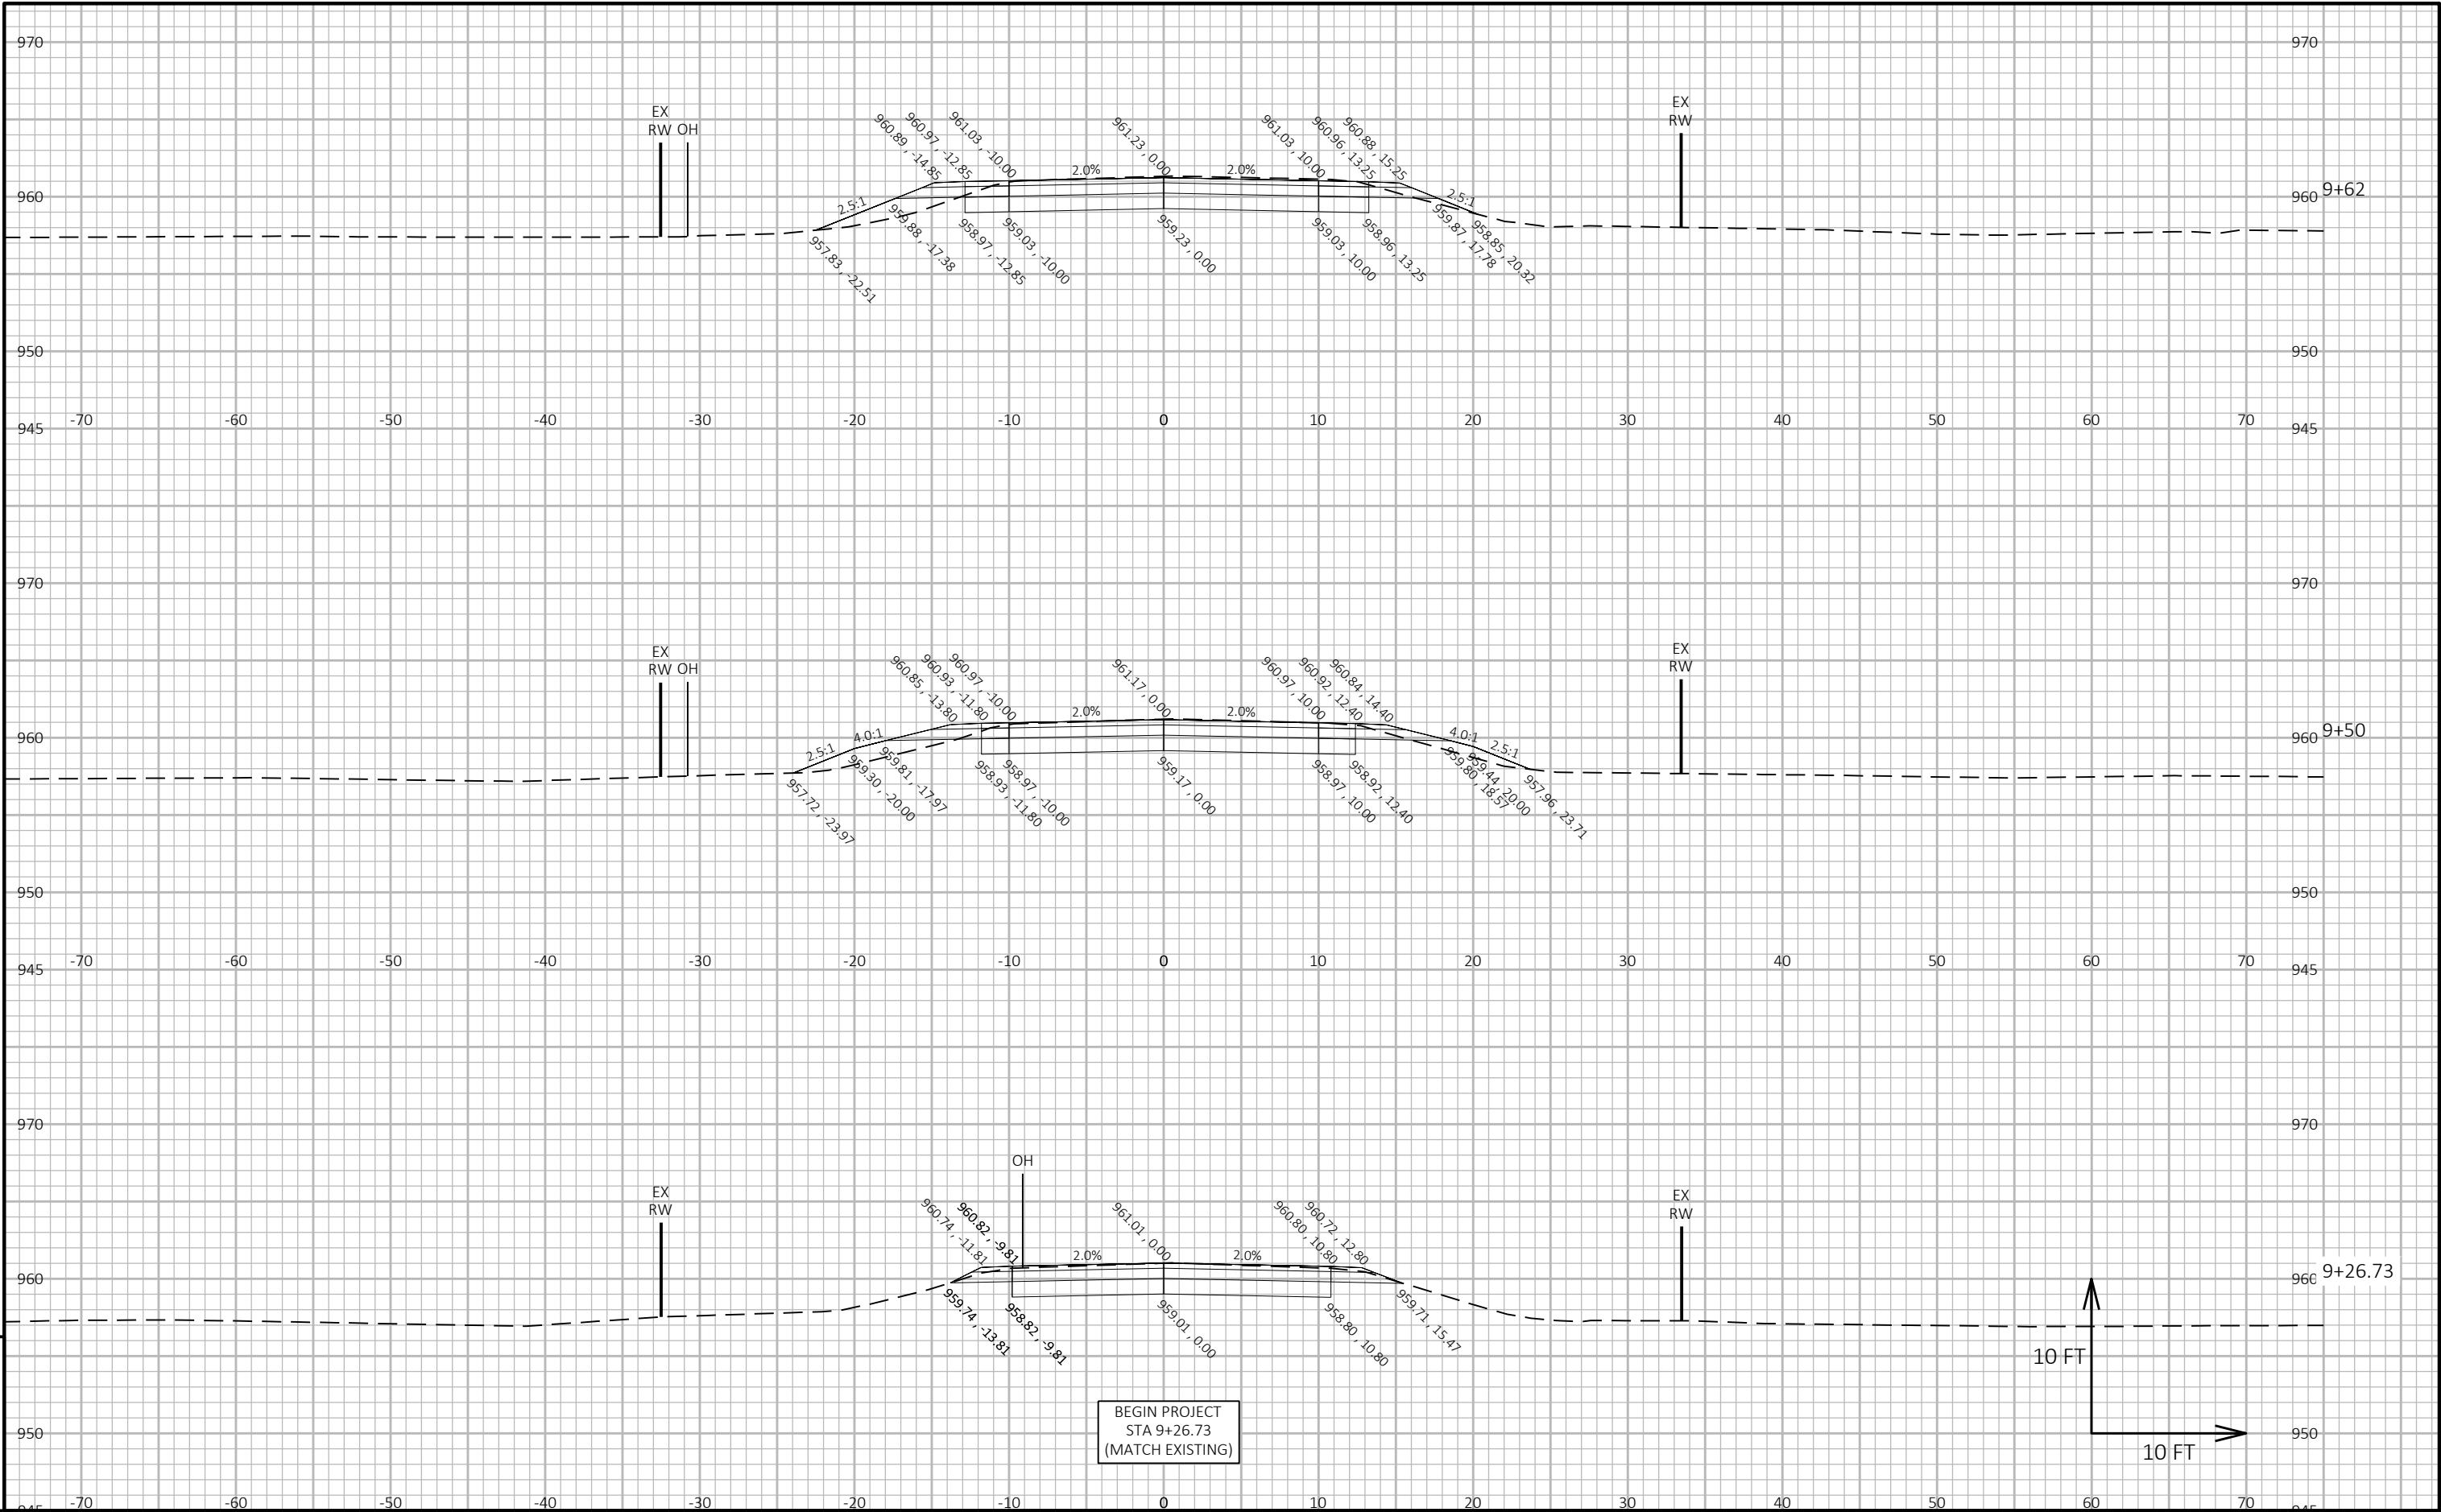 970
970
EX
RW
OH
EX
RW
960.89 , -14.85
960.97 , -12.85
961.03 , -10.00
961.23 , 0.00
961.03 , 10.00
960.96 , 13.25
960.88 , 15.25
2.0%
2.0%
2.5:1
2.5:1
960
960
9+62
957.83 , -22.51
959.88 , -17.38
958.97 , -12.85
959.03 , -10.00
959.23 , 0.00
959.03 , 10.00
958.96 , 13.25
959.87 , 17.78
958.85 , 20.32
950
950
-70
-60
-50
-40
-30
-20
-10
0
10
20
30
40
50
60
70
945
945
970
970
EX
RW
OH
EX
RW
960.85 , -13.80
960.93 , -11.80
960.97 , -10.00
961.17 , 0.00
960.97 , 10.00
960.92 , 12.40
960.84 , 14.40
2.0%
2.0%
2.5:1
4.0:1
4.0:1
2.5:1
960
960
9+50
957.72 , -23.97
959.30 , -20.00
959.81 , -17.97
958.93 , -11.80
958.97 , -10.00
959.17 , 0.00
958.97 , 10.00
958.92 , 12.40
959.80 , 18.57
959.44 , 20.00
957.96 , 23.71
950
950
-70
-60
-50
-40
-30
-20
-10
0
10
20
30
40
50
60
70
945
945
970
970
OH
EX
RW
EX
RW
960.74 , -11.81
960.82 , -9.81
961.01 , 0.00
960.80 , 10.80
960.72 , 12.80
2.0%
2.0%
960
960
9+26.73
959.74 , -13.81
958.82 , -9.81
959.01 , 0.00
958.80 , 10.80
959.71 , 15.47
10 FT
BEGIN PROJECT
STA 9+26.73
(MATCH EXISTING)
950
950
10 FT
-70
-60
-50
-40
-30
-20
-10
0
10
20
30
40
50
60
70
945
945